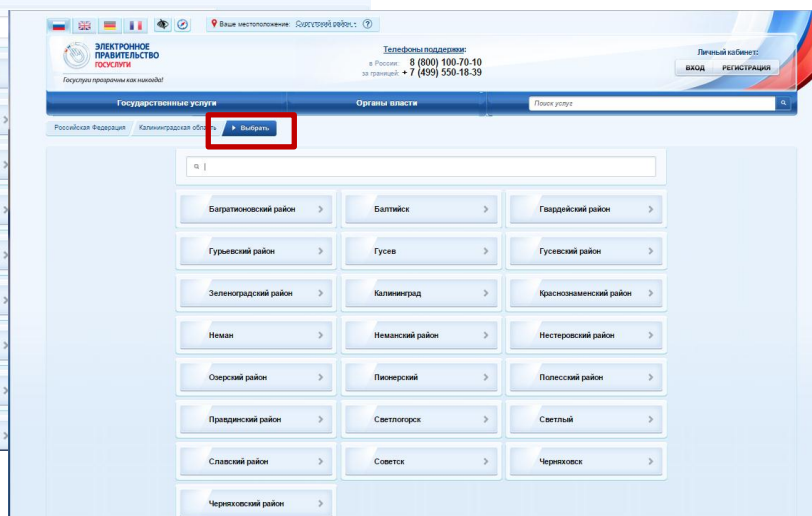 Ваше местоположение: Сургутский район
ЭЛЕКТРОННОЕ
ПРАВИТЕЛЬСТВО
ГОСУСЛУГИ
Госуслуги прозрачны как никогда!
Телефоны поддержки:
в России: 8 (800) 100-70-10
за границей: + 7 (499) 550-18-39
Личный кабинет:
ВХОД РЕГИСТРАЦИЯ
Государственные услуги Органы власти Поиск услуг
Российская Федерация Калининградская область Выбрать
Багратионовский район Балтийск Гвардейский район
Гурьевский район Гусев Гусевский район
Зеленоградский район Калининград Краснознаменский район
Неман Неманский район Нестеровский район
Озерский район Пионерский Полесский район
Правдинский район Светлогорск Светлый
Славский район Советск Черняховск
Черняховский район